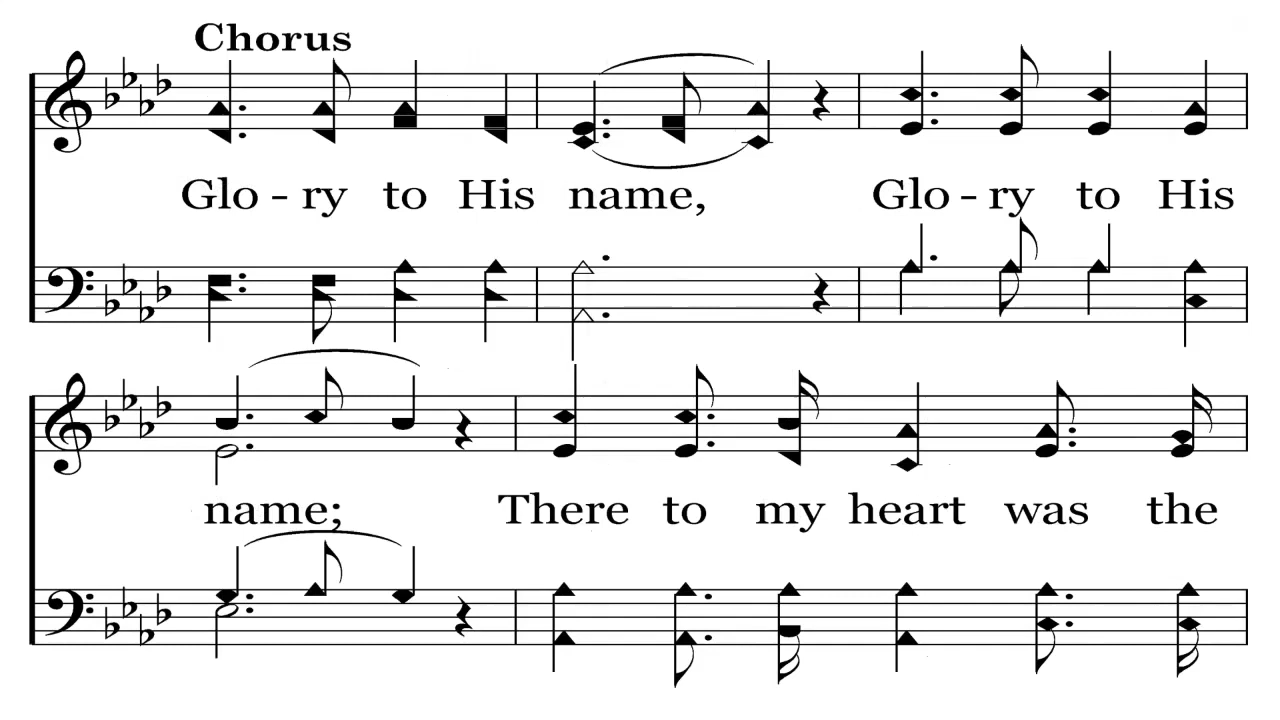 Chorus
Glo - ry to His name, Glo - ry to His
name; There to my heart was the